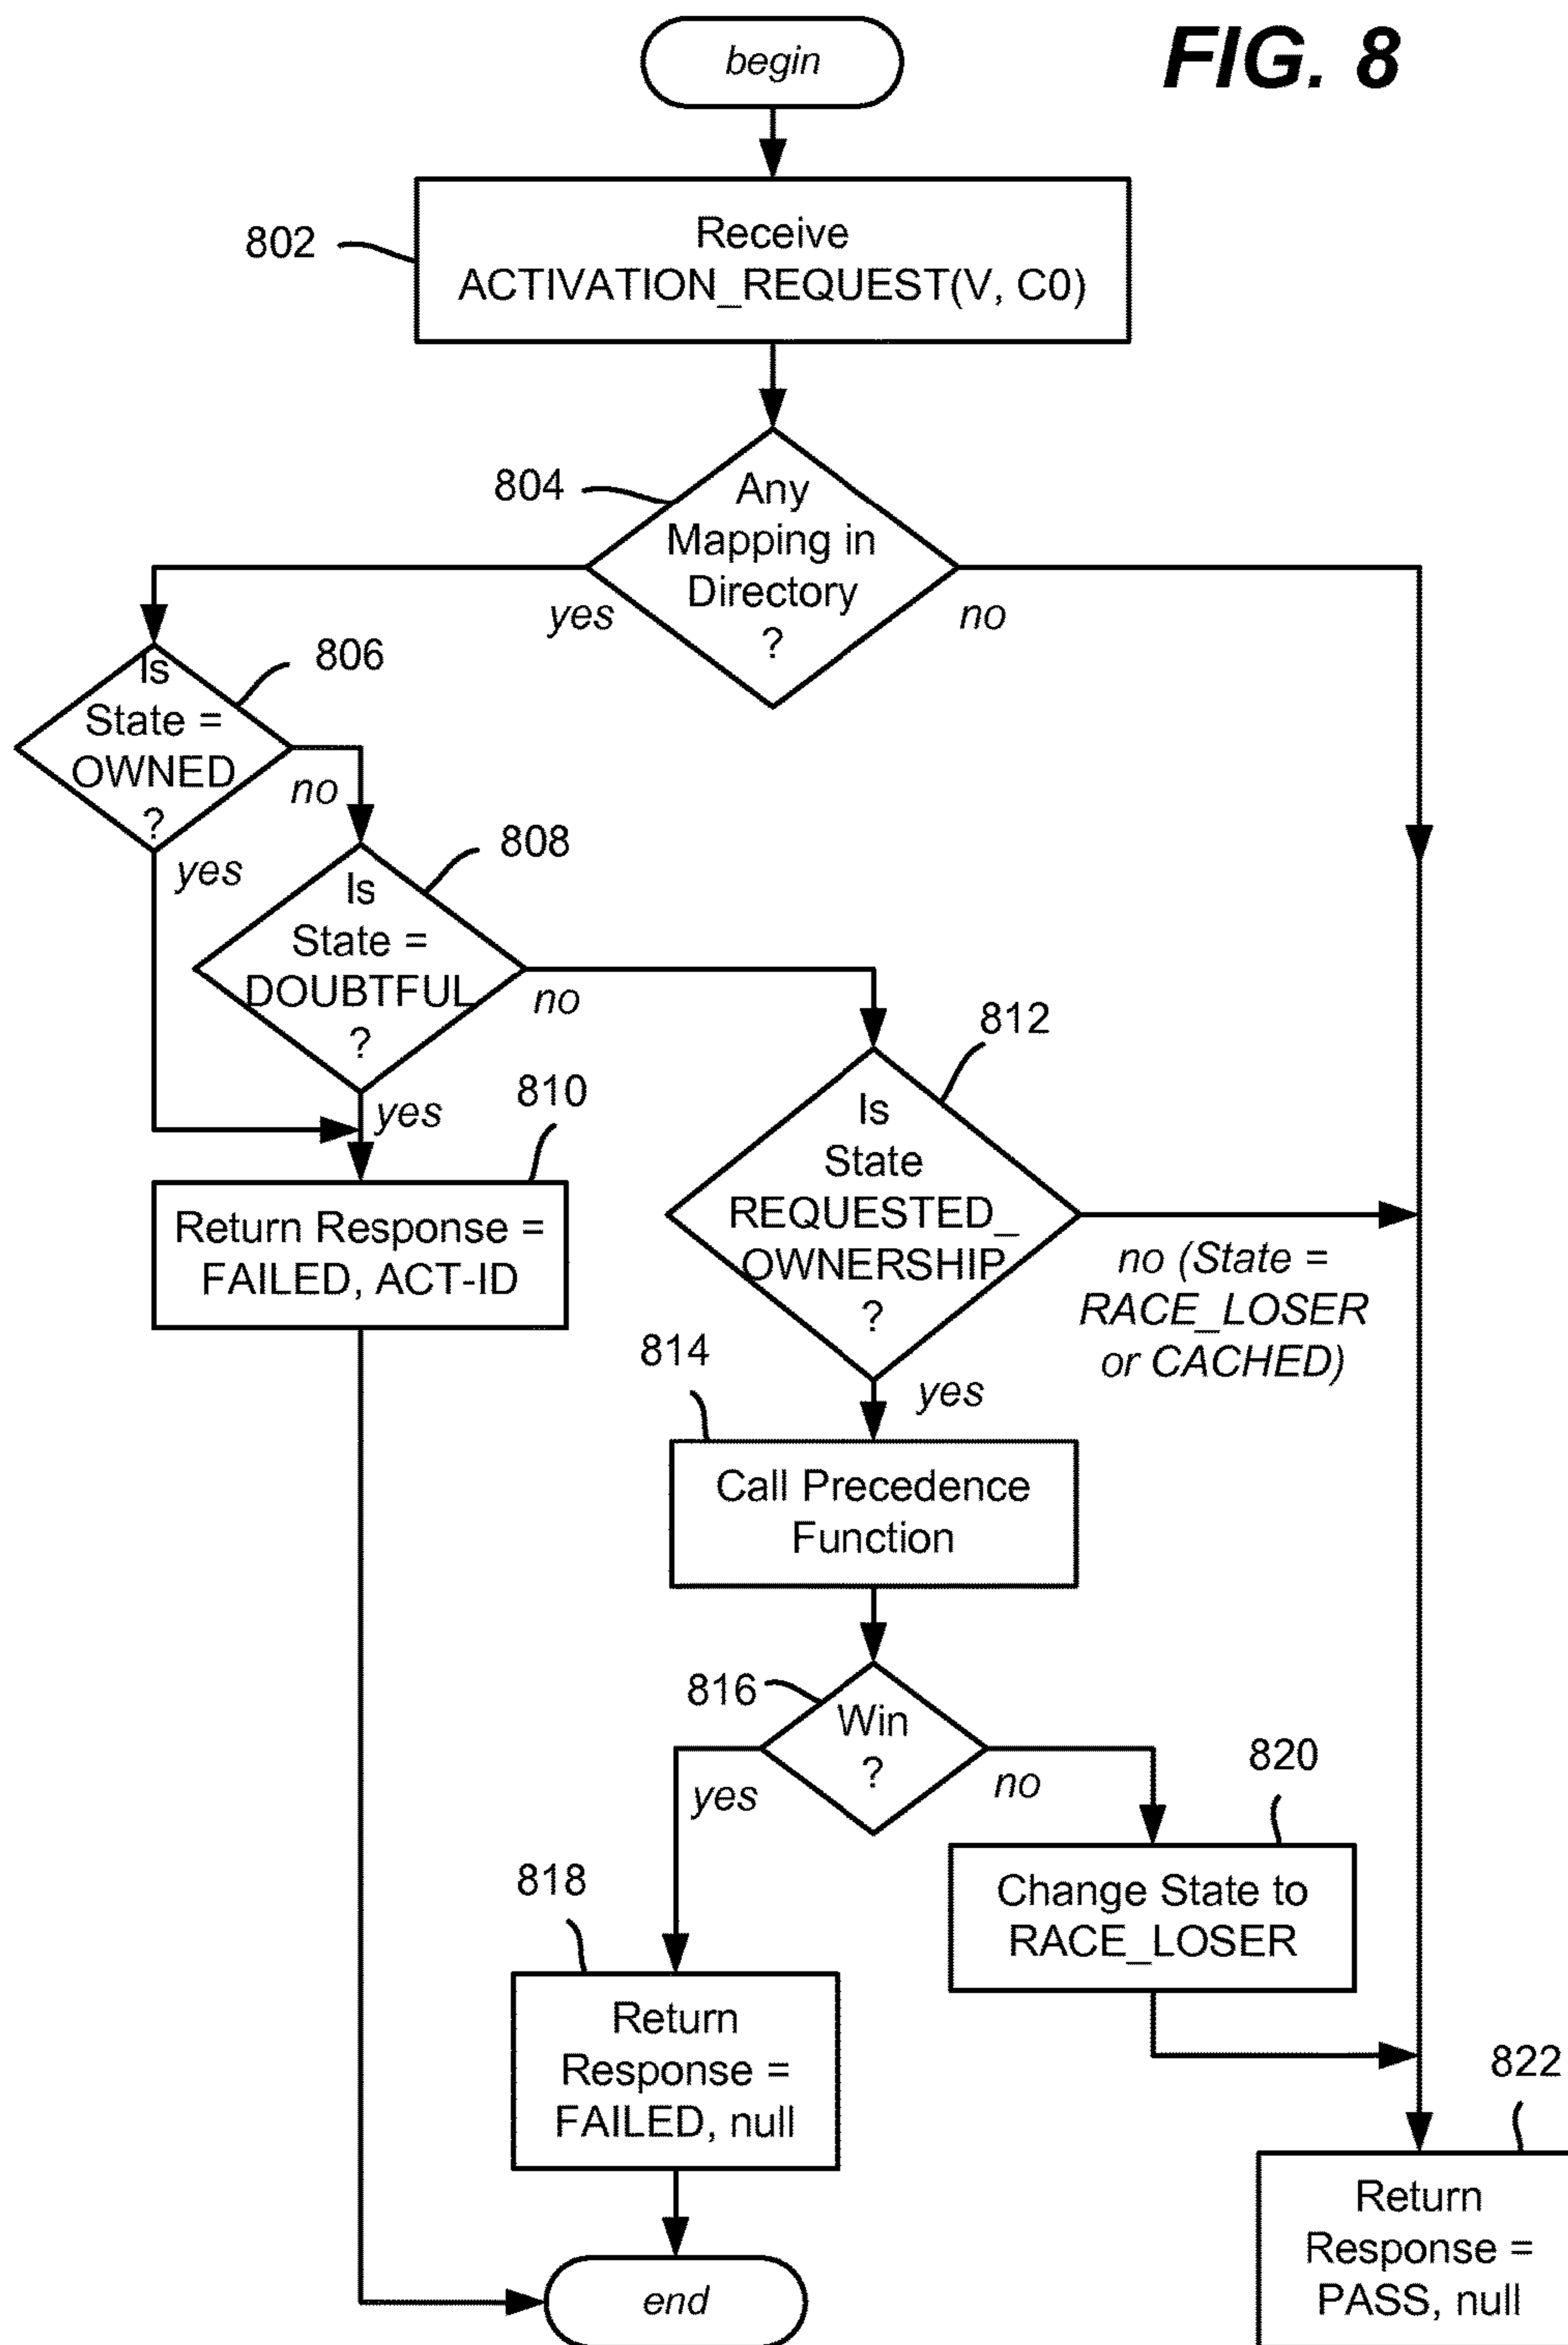 FIG. 8
begin
802
Receive
ACTIVATION_REQUEST(V, C0)
804
Any
Mapping in
Directory
?
yes
no
806
Is
State =
OWNED
?
no
yes
808
Is
State =
DOUBTFUL
?
no
yes
810
Return Response =
FAILED, ACT-ID
812
Is
State
REQUESTED_
OWNERSHIP
?
no (State =
RACE_LOSER
or CACHED)
yes
814
Call Precedence
Function
816
Win
?
yes
no
820
Change State to
RACE_LOSER
818
Return
Response =
FAILED, null
822
Return
Response =
PASS, null
end